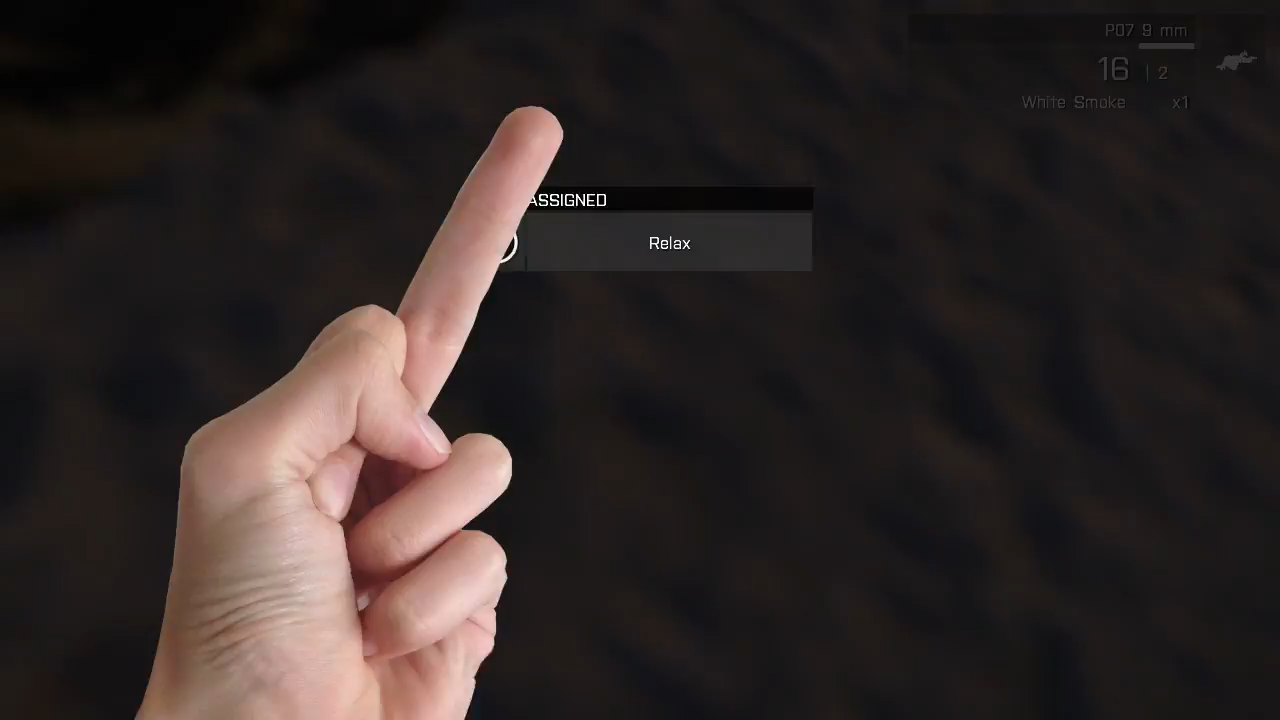 P07 9 mm
16 | 2
White Smoke x1
ASSIGNED
Relax